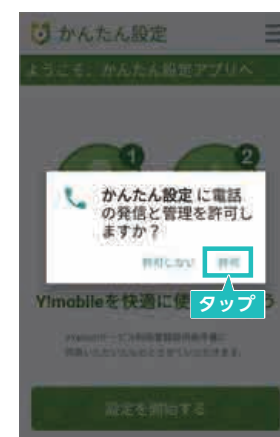 かんたん設定
ようこそ、かんたん設定アプリへ
1
2
かんたん設定 に電話
の発信と管理を許可し
ますか？
許可しない
許可
タップ
Y!mobileを快適に使
う
設定を開始する